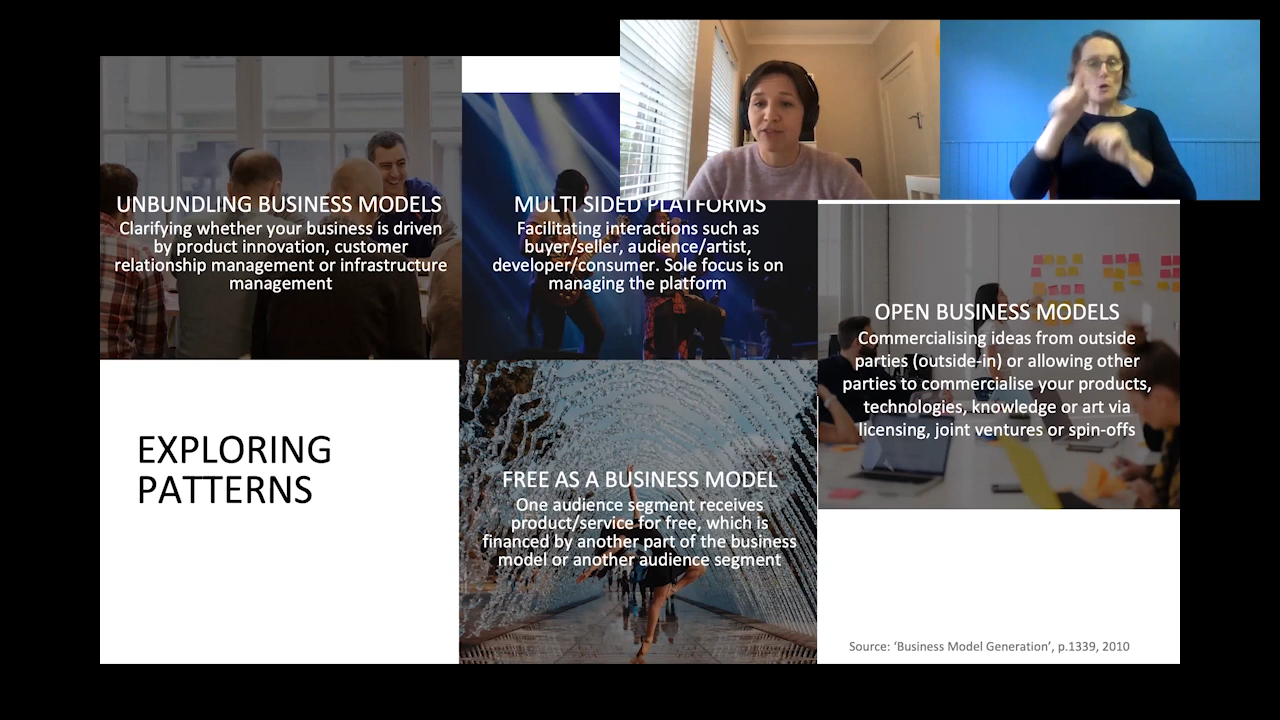 UNBUNDLING BUSINESS MODELS
Clarifying whether your business is driven
by product innovation, customer
relationship management or infrastructure
management
MULTI SIDED PLATFORMS
Facilitating interactions such as
buyer/seller, audience/artist,
developer/consumer. Sole focus is on
managing the platform
OPEN BUSINESS MODELS
Commercialising ideas from outside
parties (outside-in) or allowing other
parties to commercialise your products,
technologies, knowledge or art via
licensing, joint ventures or spin-offs
EXPLORING
PATTERNS
FREE AS A BUSINESS MODEL
One audience segment receives
product/service for free, which is
financed by another part of the business
model or another audience segment
Source: ‘Business Model Generation’, p.1339, 2010